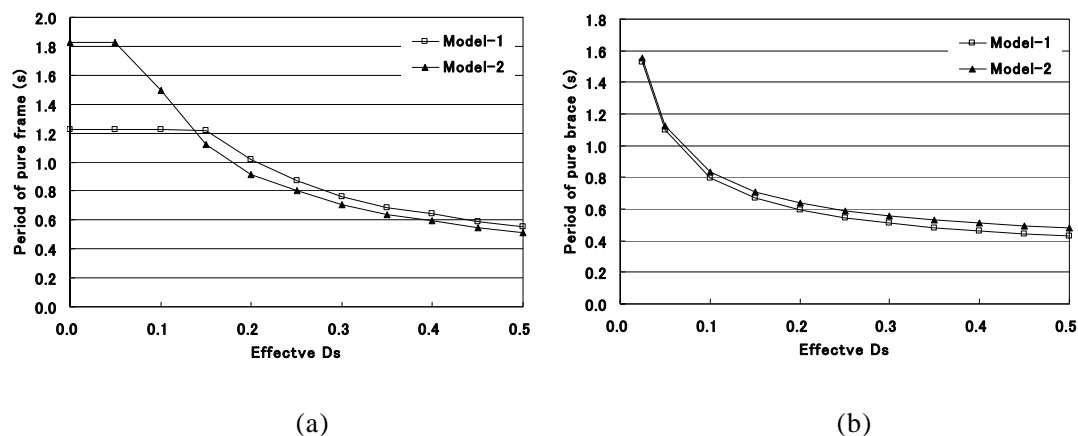 2.0
1.8
1.6
1.4
1.2
1.0
0.8
0.6
0.4
0.2
0.0
Period of pure frame (s)
Model-1
Model-2
0.0 0.1 0.2 0.3 0.4 0.5
Effectve Ds
(a)
1.8
1.6
1.4
1.2
1.0
0.8
0.6
0.4
0.2
0.0
Period of pure brace (s)
Model-1
Model-2
0.0 0.1 0.2 0.3 0.4 0.5
Effectve Ds
(b)